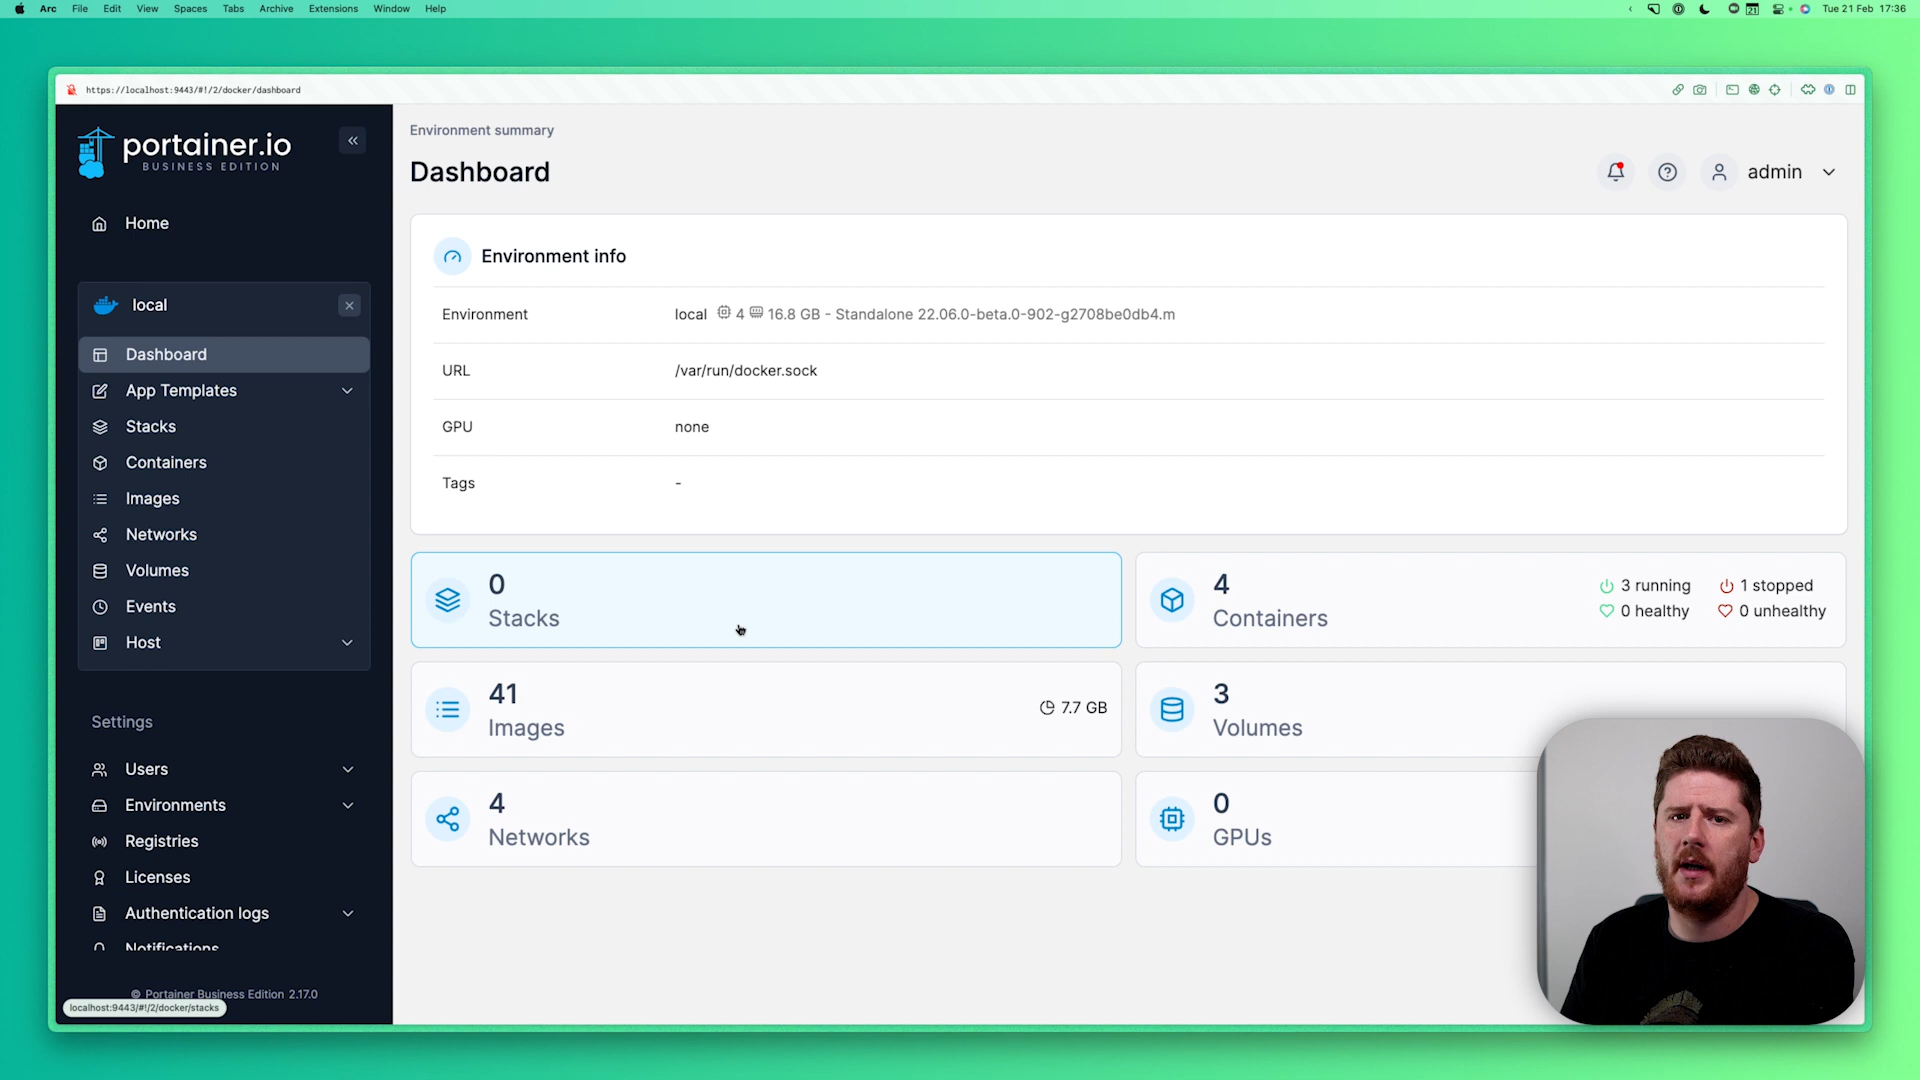 Arc File Edit View Spaces Tabs Archive Extensions Window Help
21
Tue 21 Feb 17:36
https://localhost:9443/#!/2/docker/dashboard
portainer.io
BUSINESS EDITION
Home
local
Dashboard
App Templates
Stacks
Containers
Images
Networks
Volumes
Events
Host
Settings
Users
Environments
Registries
Licenses
Authentication logs
Notifications
© Portainer Business Edition 2.17.0
localhost:9443/#!/2/docker/stacks
Environment summary
Dashboard
admin
Environment info
Environment local 4 16.8 GB - Standalone 22.06.0-beta.0-902-g2708be0db4.m
URL /var/run/docker.sock
GPU none
Tags -
0
Stacks
4
Containers
3 running 1 stopped
0 healthy 0 unhealthy
41
Images
7.7 GB
3
Volumes
4
Networks
0
GPUs